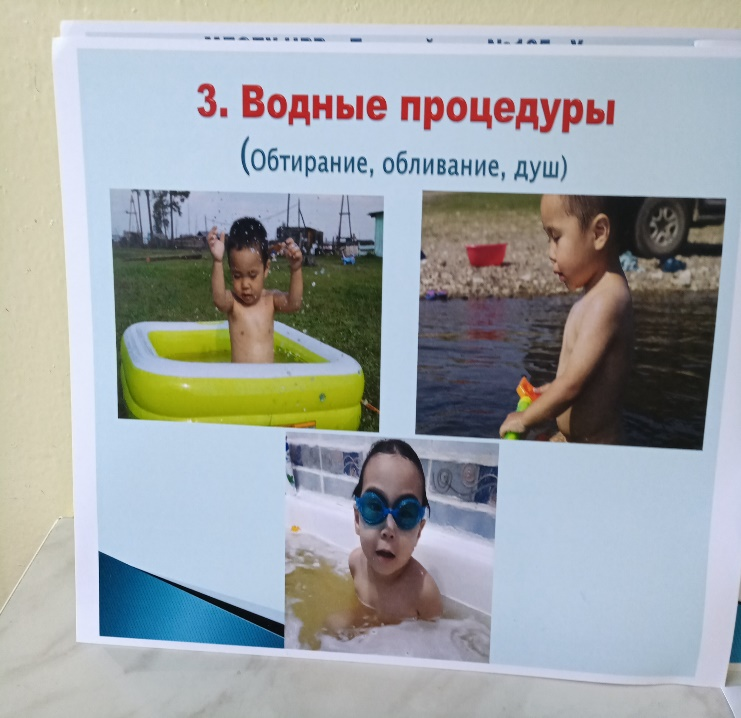 3. Водные процедуры
(Обтирание, обливание, душ)